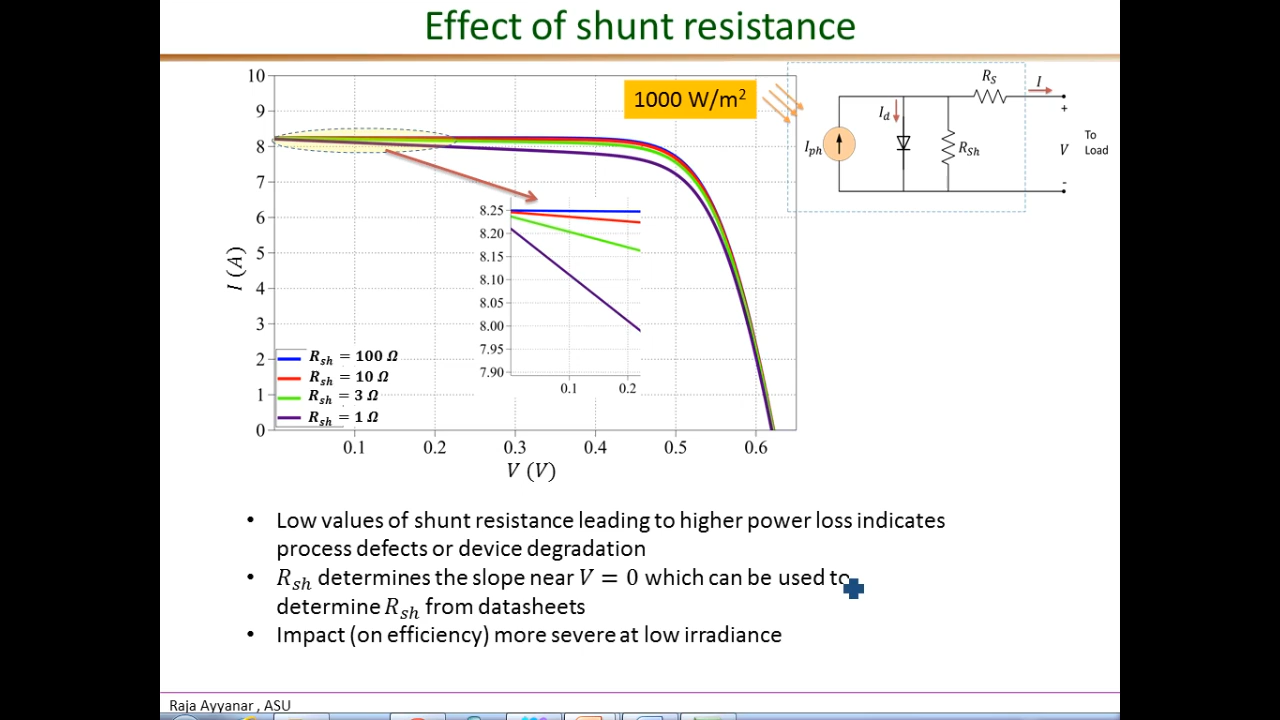 Effect of shunt resistance
10
9
8
7
6
5
4
3
2
1
0
I (A)
0.1
0.2
0.3
0.4
0.5
0.6
V (V)
1000 W/m²
8.25
8.20
8.15
8.10
8.05
8.00
7.95
7.90
0.1
0.2
R_sh = 100 Ω
R_sh = 10 Ω
R_sh = 3 Ω
R_sh = 1 Ω
I_ph
I_d
R_Sh
R_S
I
+
V
-
To
Load
• Low values of shunt resistance leading to higher power loss indicates
process defects or device degradation
• R_sh determines the slope near V = 0 which can be used to
determine R_sh from datasheets
• Impact (on efficiency) more severe at low irradiance
Raja Ayyanar , ASU